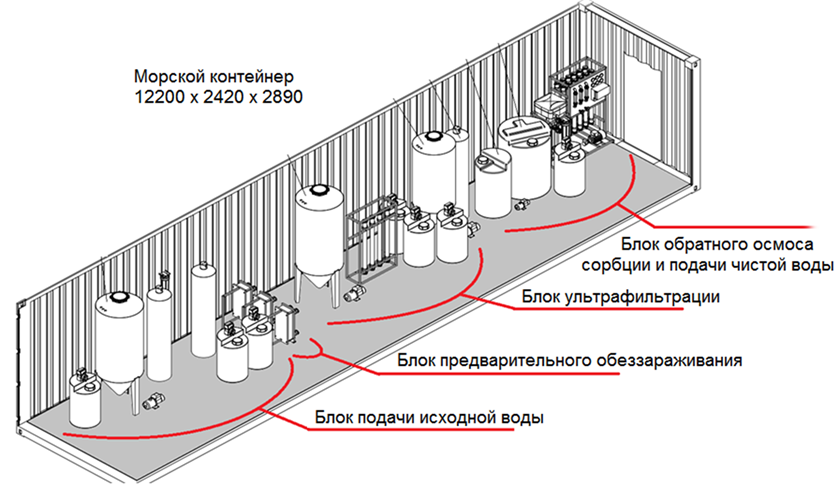 Морской контейнер
12200 x 2420 x 2890
Блок обратного осмоса
сорбции и подачи чистой воды
Блок ультрафильтрации
Блок предварительного обеззараживания
Блок подачи исходной воды